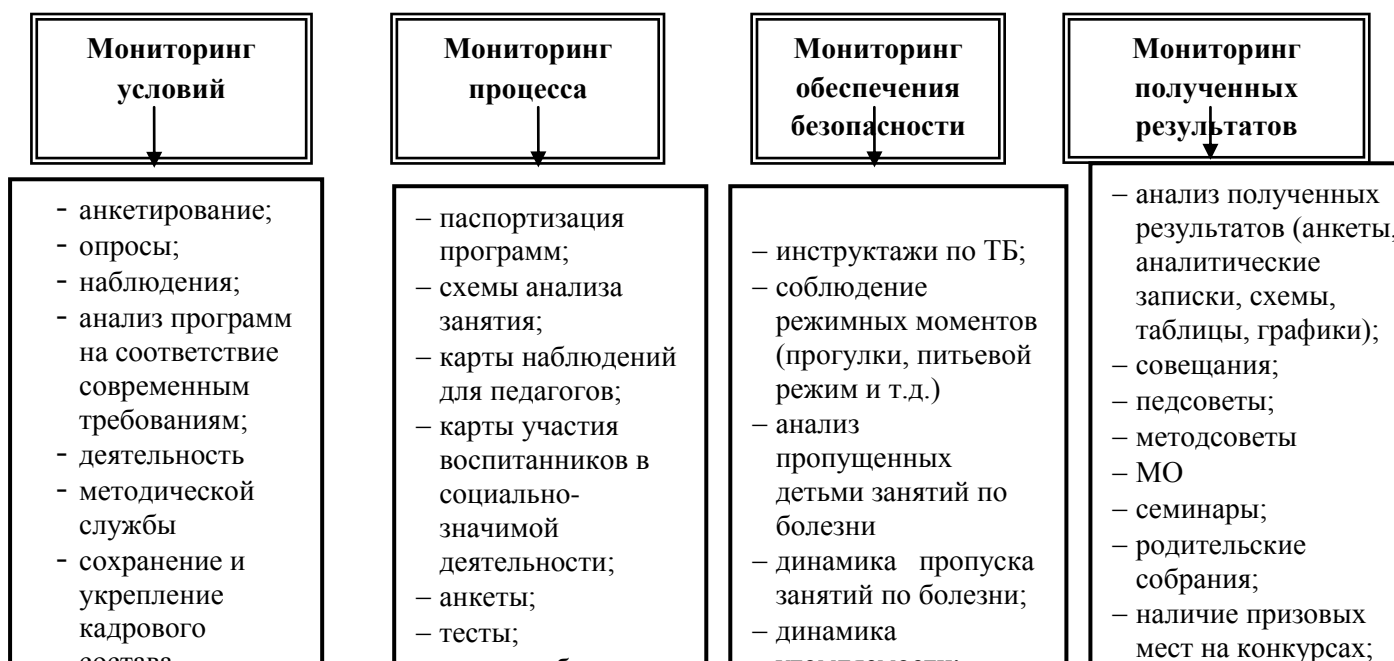 Мониторинг
условий
Мониторинг
процесса
Мониторинг
обеспечения
безопасности
Мониторинг
полученных
результатов
- анкетирование;
- опросы;
- наблюдения;
- анализ программ
на соответствие
современным
требованиям;
- деятельность
- методической
службы
- сохранение и
укрепление
кадрового
состава
– паспортизация
программ;
– схемы анализа
занятия;
– карты наблюдений
для педагогов;
– карты участия
воспитанников в
социально-
значимой
деятельности;
– анкеты;
– тесты;
– инструктажи по ТБ;
– соблюдение
режимных моментов
(прогулки, питьевой
режим и т.д.)
– анализ
пропущенных
детьми занятий по
болезни
– динамика пропуска
занятий по болезни;
– динамика
утомляемости;
– анализ полученных
результатов (анкеты,
аналитические
записки, схемы,
таблицы, графики);
– совещания;
– педсоветы;
– методсоветы
– МО
– семинары;
– родительские
собрания;
– наличие призовых
мест на конкурсах;